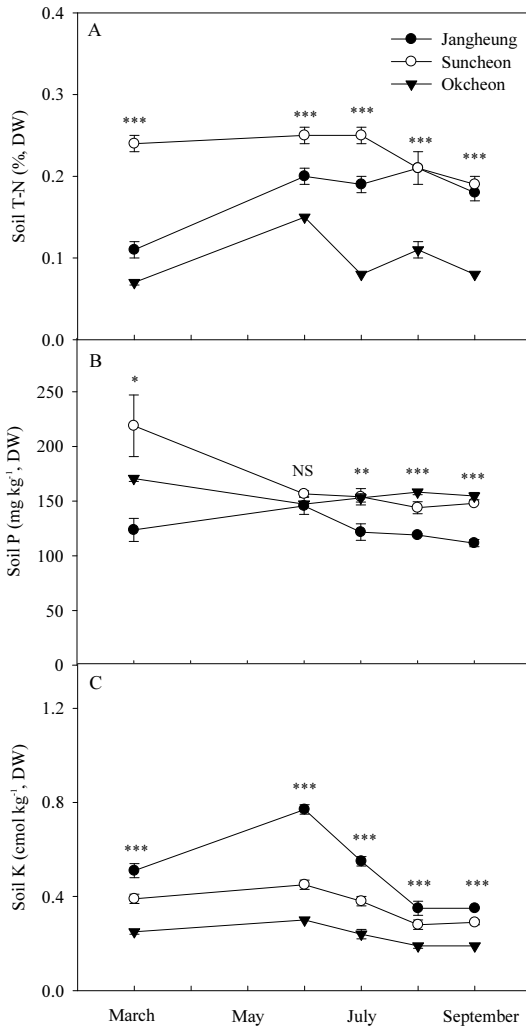 0.4
A
Jangheung
Suncheon
Okcheon
0.3
*** *** *** *** ***
0.2
0.1
0.0
Soil T-N (%, DW)
B
250
* NS ** *** ***
200
150
100
50
0
Soil P (mg kg⁻¹, DW)
C
1.2
*** *** *** *** ***
0.8
0.4
0.0
Soil K (cmol kg⁻¹, DW)
March May July September